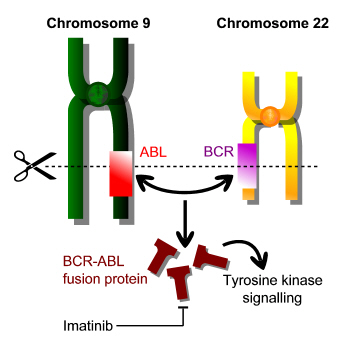 Chromosome 9
Chromosome 22
ABL
BCR
BCR-ABL
fusion protein
Tyrosine kinase
signalling
Imatinib